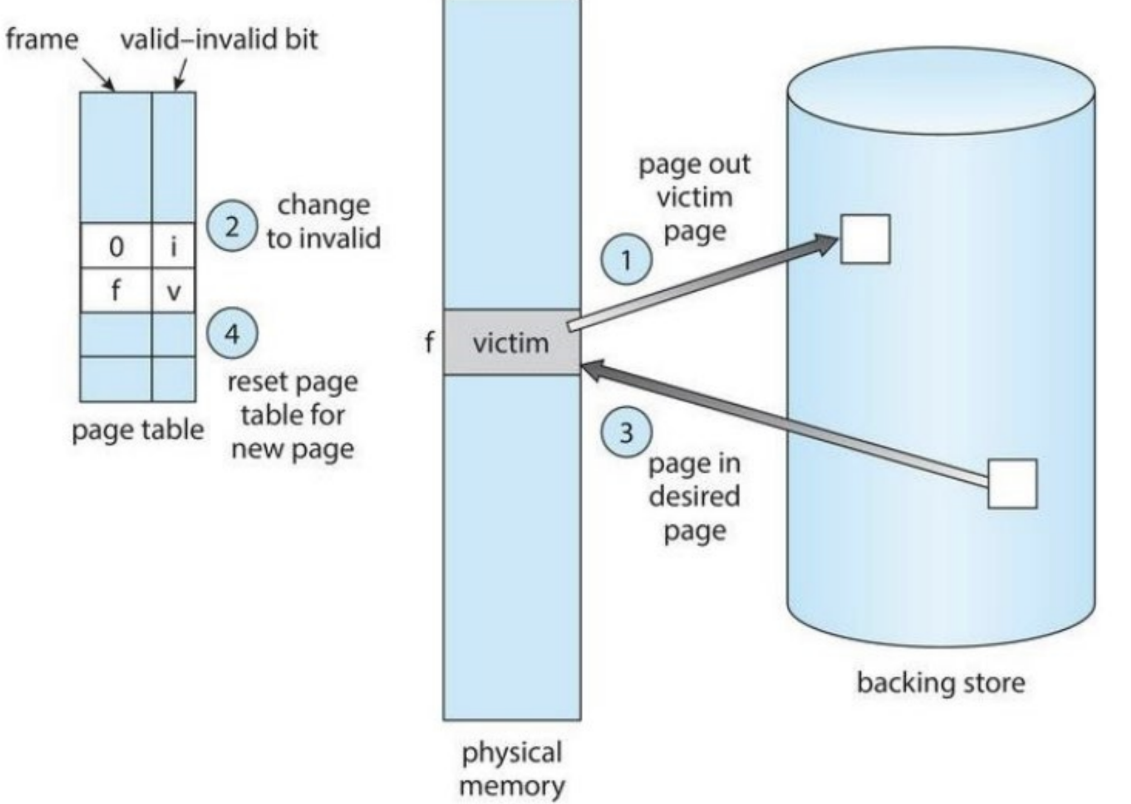 frame
valid–invalid bit
0
i
f
v
2
change
to invalid
4
reset page
table for
new page
page table
f
victim
physical
memory
page out
victim
page
1
3
page in
desired
page
backing store